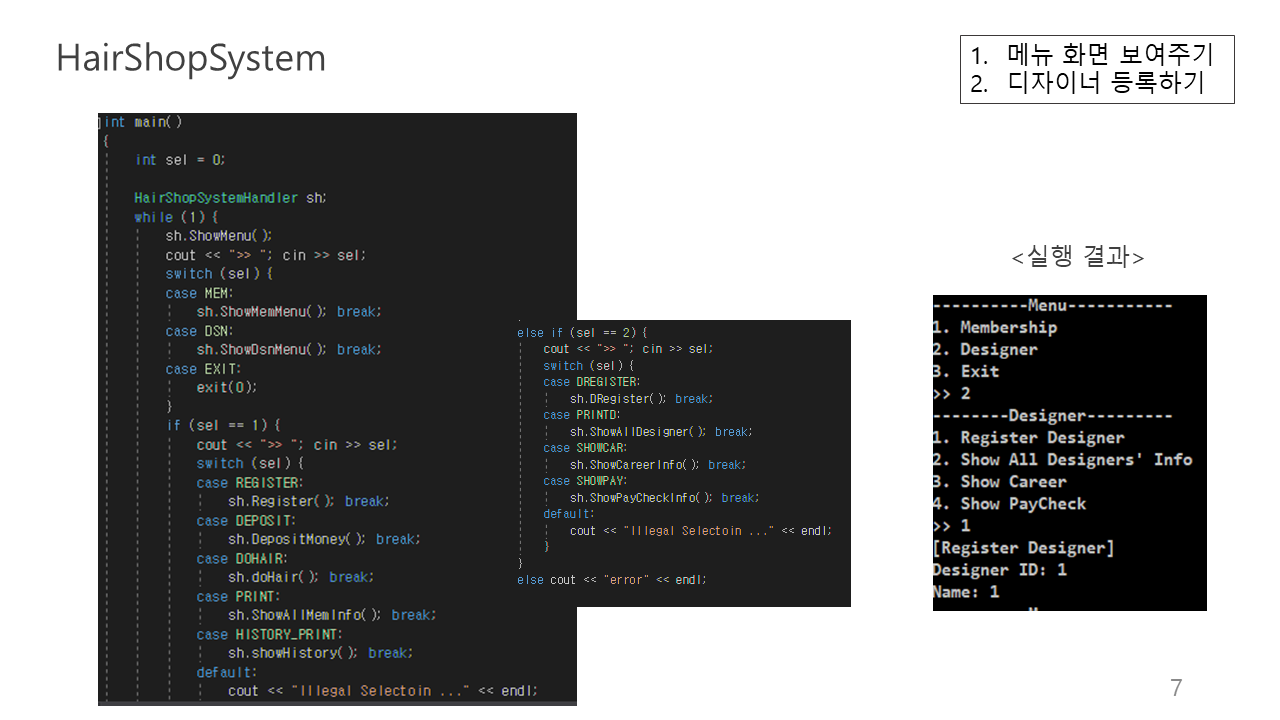 HairShopSystem
1. 메뉴 화면 보여주기
2. 디자이너 등록하기
int main()
{
int sel = 0;
HairShopSystemHandler sh;
while (1) {
sh.ShowMenu();
cout << ">> "; cin >> sel;
switch (sel) {
case MEM:
sh.ShowMemMenu(); break;
case DSN:
sh.ShowDsnMenu(); break;
case EXIT:
exit(0);
}
if (sel == 1) {
cout << ">> "; cin >> sel;
switch (sel) {
case REGISTER:
sh.Register(); break;
case DEPOSIT:
sh.DepositMoney(); break;
case DOHAIR:
sh.doHair(); break;
case PRINT:
sh.ShowAllMemInfo(); break;
case HISTORY_PRINT:
sh.showHistory(); break;
default:
cout << "Illegal Selectoin ..." << endl;
else if (sel == 2) {
cout << ">> "; cin >> sel;
switch (sel) {
case DREGISTER:
sh.DRegister(); break;
case PRINTD:
sh.ShowAllDesigner(); break;
case SHOWCAR:
sh.ShowCareerInfo(); break;
case SHOWPAY:
sh.ShowPayCheckInfo(); break;
default:
cout << "Illegal Selectoin ..." << endl;
}
}
else cout << "error" << endl;
<실행 결과>
----------Menu-----------
1. Membership
2. Designer
3. Exit
>> 2
--------Designer---------
1. Register Designer
2. Show All Designers' Info
3. Show Career
4. Show PayCheck
>> 1
[Register Designer]
Designer ID: 1
Name: 1
7